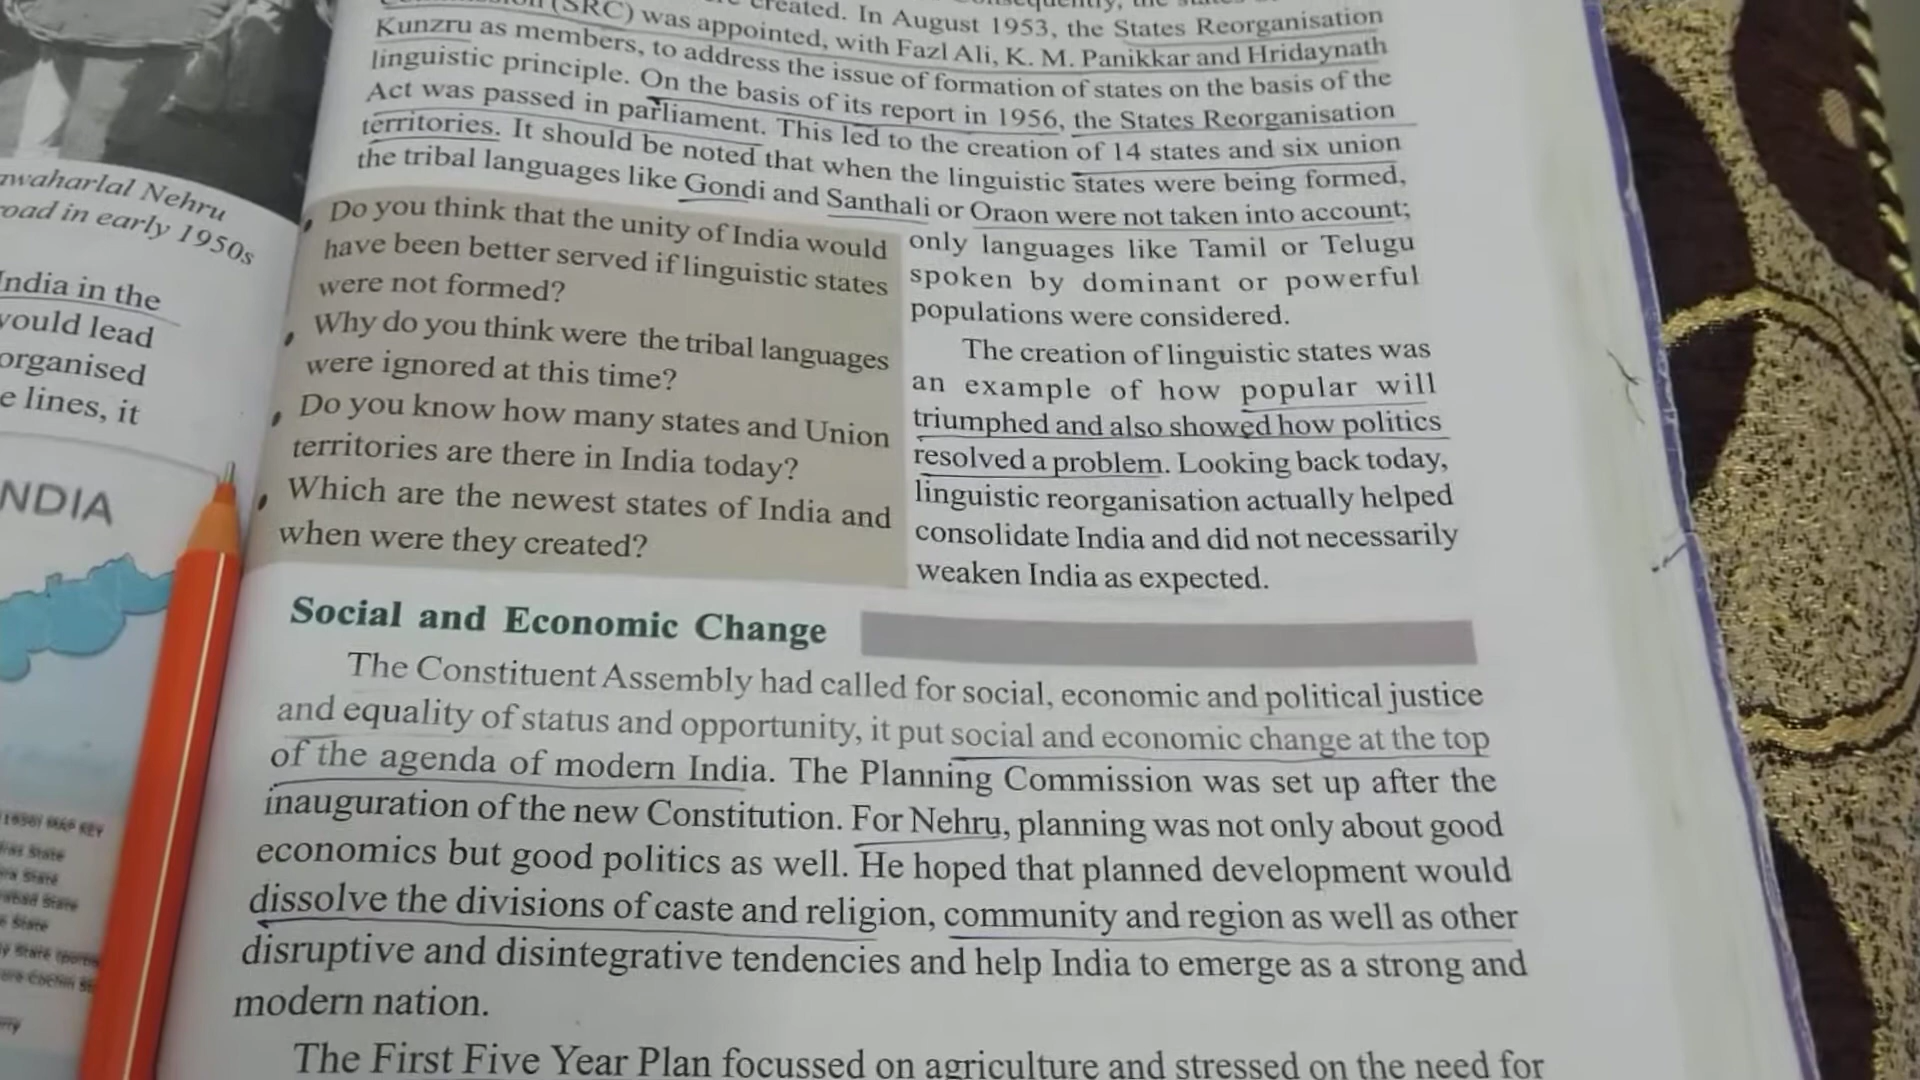 created. In August 1953, the States Reorganisation
(SRC) was appointed, with Fazl Ali, K. M. Panikkar and Hridaynath
Kunzru as members, to address the issue of formation of states on the basis of the
linguistic principle. On the basis of its report in 1956, the States Reorganisation
Act was passed in parliament. This led to the creation of 14 states and six union
territories. It should be noted that when the linguistic states were being formed,
the tribal languages like Gondi and Santhali or Oraon were not taken into account;
only languages like Tamil or Telugu
spoken by dominant or powerful
populations were considered.
The creation of linguistic states was
an example of how popular will
triumphed and also showed how politics
resolved a problem. Looking back today,
linguistic reorganisation actually helped
consolidate India and did not necessarily
weaken India as expected.
Do you think that the unity of India would
have been better served if linguistic states
were not formed?
Why do you think were the tribal languages
were ignored at this time?
Do you know how many states and Union
territories are there in India today?
Which are the newest states of India and
when were they created?
Social and Economic Change
The Constituent Assembly had called for social, economic and political justice
and equality of status and opportunity, it put social and economic change at the top
of the agenda of modern India. The Planning Commission was set up after the
inauguration of the new Constitution. For Nehru, planning was not only about good
economics but good politics as well. He hoped that planned development would
dissolve the divisions of caste and religion, community and region as well as other
disruptive and disintegrative tendencies and help India to emerge as a strong and
modern nation.
The First Five Year Plan focussed on agriculture and stressed on the need for
Nehru
in early 1950s
India in the
would lead
organised
lines, it
NDIA
MAP KEY
State
State
State
State
State